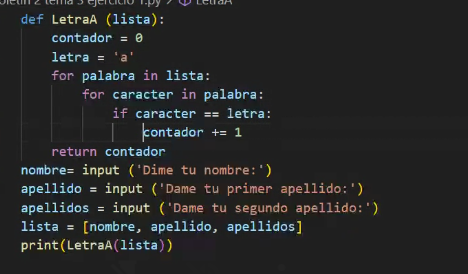 2 tema 3 ejercicio 1.py > LetraA
def LetraA (lista):
    contador = 0
    letra = 'a'
    for palabra in lista:
        for caracter in palabra:
            if caracter == letra:
                contador += 1
    return contador
nombre= input ('Dime tu nombre:')
apellido = input ('Dame tu primer apellido:')
apellidos = input ('Dame tu segundo apellido:')
lista = [nombre, apellido, apellidos]
print(LetraA(lista))